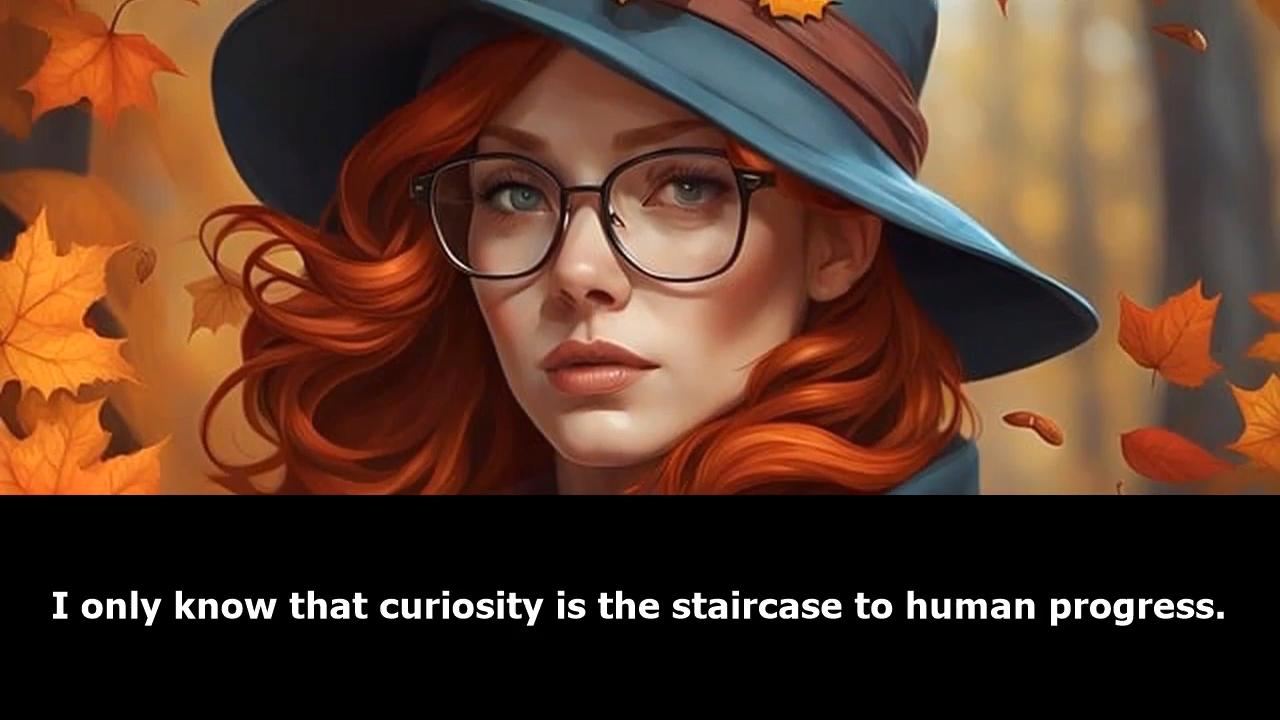 I only know that curiosity is the staircase to human progress.